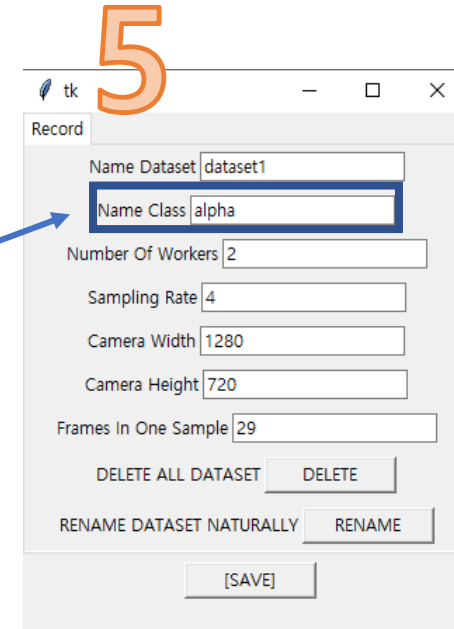 5
tk
Record
Name Dataset dataset1
Name Class alpha
Number Of Workers 2
Sampling Rate 4
Camera Width 1280
Camera Height 720
Frames In One Sample 29
DELETE ALL DATASET DELETE
RENAME DATASET NATURALLY RENAME
[SAVE]